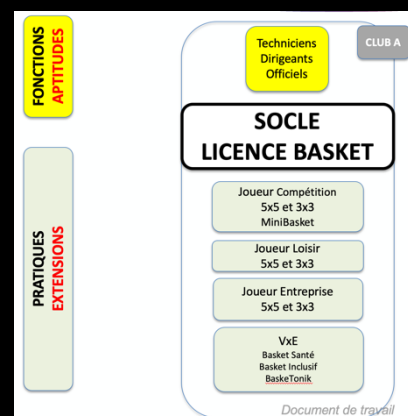 FONCTIONS
APTITUDES
Techniciens
Dirigeants
Officiels
CLUB A
SOCLE
LICENCE BASKET
PRATIQUES
EXTENSIONS
Joueur Compétition
5x5 et 3x3
MiniBasket
Joueur Loisir
5x5 et 3x3
Joueur Entreprise
5x5 et 3x3
VxE
Basket Santé
Basket Inclusif
BaskeTonik
Document de travail